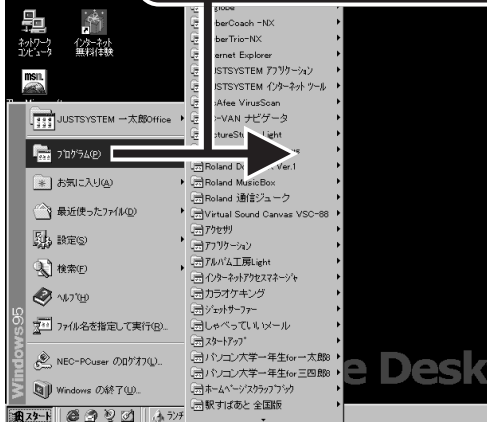 ネットワーク
コンピュータ
インターネット
無料体験
msn.
JUSTSYSTEM 一太郎Office
プログラム(P)
お気に入り(A)
最近使ったファイル(D)
設定(S)
検索(F)
ヘルプ(H)
ファイル名を指定して実行(R)...
NEC-PCuser のログオフ(L)...
Windows の終了(U)...
Windows95
スタート
ランチ
berCoach -NX
berTrio-NX
ernet Explorer
JSTSYSTEM アプリケーション
JSTSYSTEM インターネット ツール
Afee VirusScan
-VAN ナビゲータ
ctureStu
Light
Roland D
Ver.1
Roland MusicBox
Roland 通信ジューク
Virtual Sound Canvas VSC-88
アクセサリ
アプリケーション
アルバム工房Light
インターネットアクセスマネージャ
カラオケキング
ジェットサーファー
しゃべっていいメール
スタートアップ
パソコン大学一年生for一太郎8
パソコン大学一年生for三四郎8
ホームページスクラップブック
駅すぱあと 全国版
e Desk